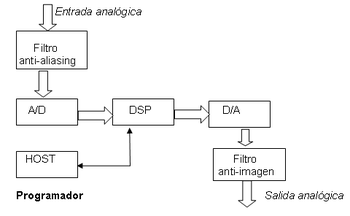 Entrada analógica
Filtro
anti-aliasing
A/D
DSP
D/A
HOST
Filtro
anti-imagen
Programador
Salida analógica